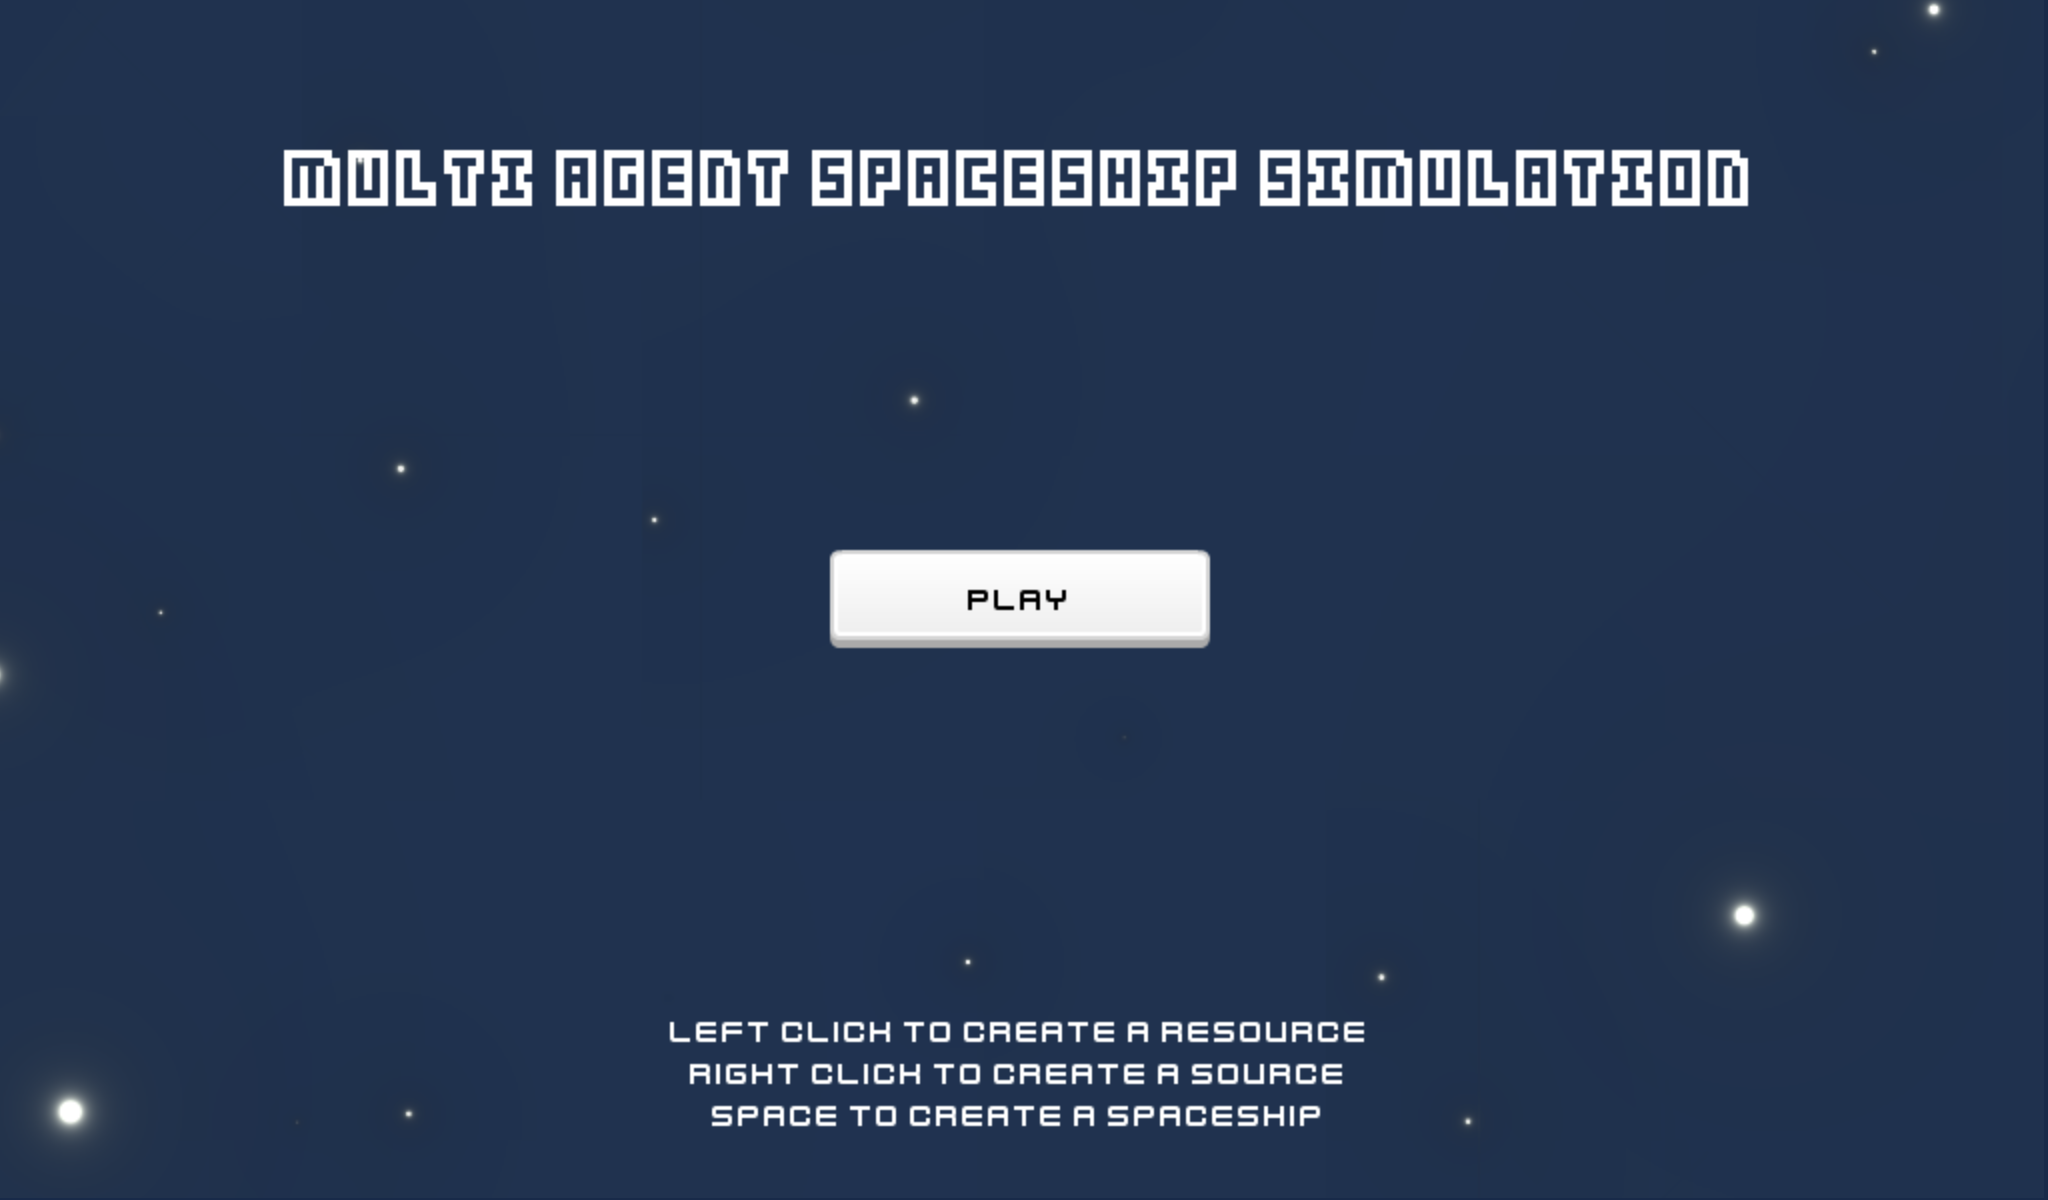 MULTI AGENT SPACESHIP SIMULATION
PLAY
LEFT CLICK TO CREATE A RESOURCE
RIGHT CLICK TO CREATE A SOURCE
SPACE TO CREATE A SPACESHIP